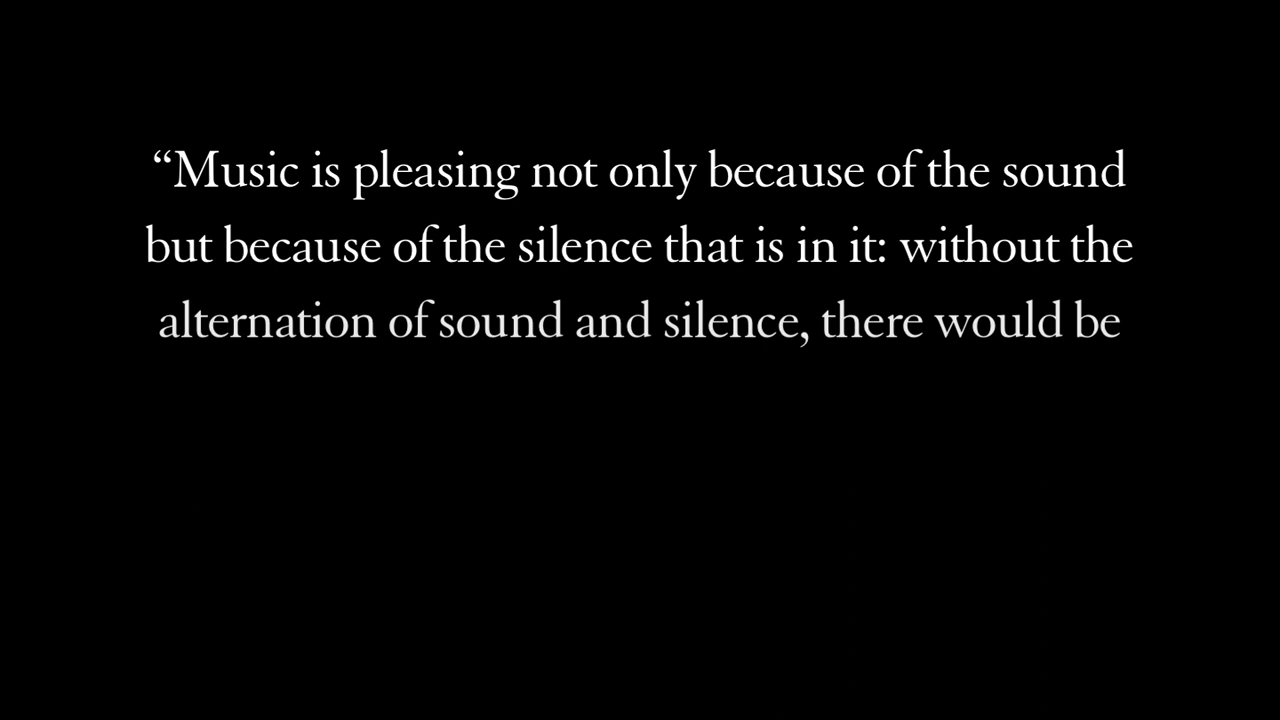 “Music is pleasing not only because of the sound
but because of the silence that is in it: without the
alternation of sound and silence, there would be